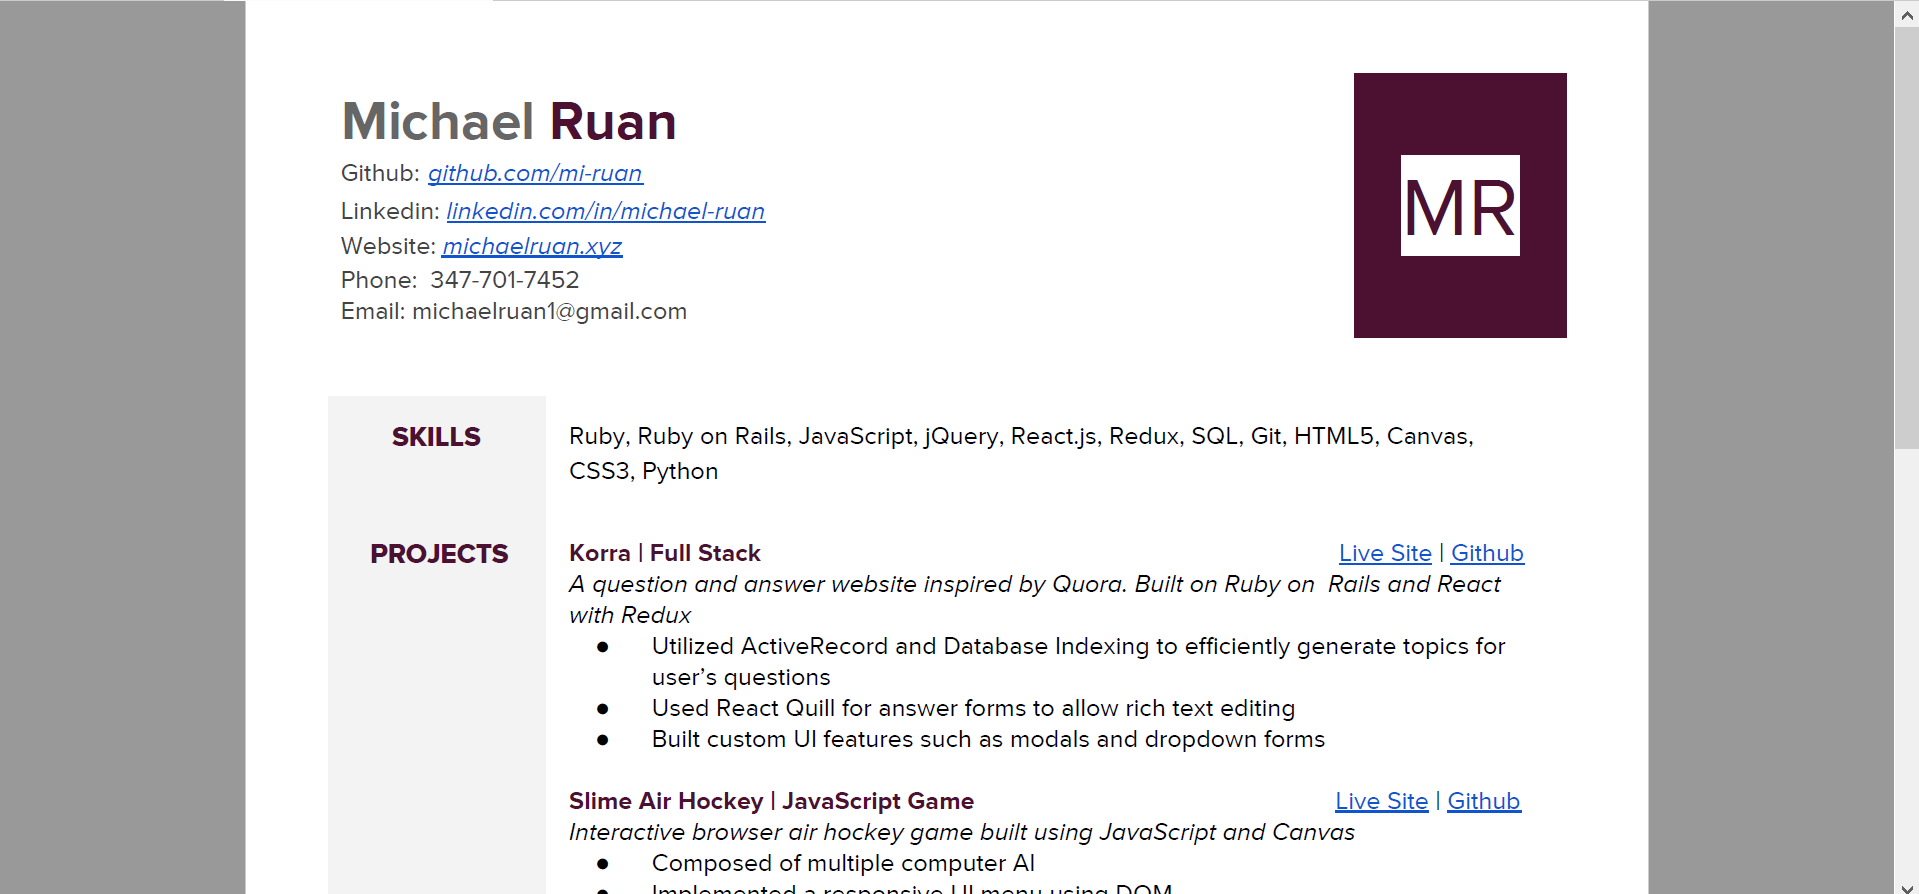 Michael Ruan
MR
Github: github.com/mi-ruan
Linkedin: linkedin.com/in/michael-ruan
Website: michaelruan.xyz
Phone:  347-701-7452
Email: michaelruan1@gmail.com
SKILLS
Ruby, Ruby on Rails, JavaScript, jQuery, React.js, Redux, SQL, Git, HTML5, Canvas,
CSS3, Python
PROJECTS
Korra | Full Stack Live Site | Github
A question and answer website inspired by Quora. Built on Ruby on  Rails and React
with Redux
● Utilized ActiveRecord and Database Indexing to efficiently generate topics for
user’s questions
● Used React Quill for answer forms to allow rich text editing
● Built custom UI features such as modals and dropdown forms
Slime Air Hockey | JavaScript Game Live Site | Github
Interactive browser air hockey game built using JavaScript and Canvas
● Composed of multiple computer AI
● Implemented a responsive UI menu using DOM